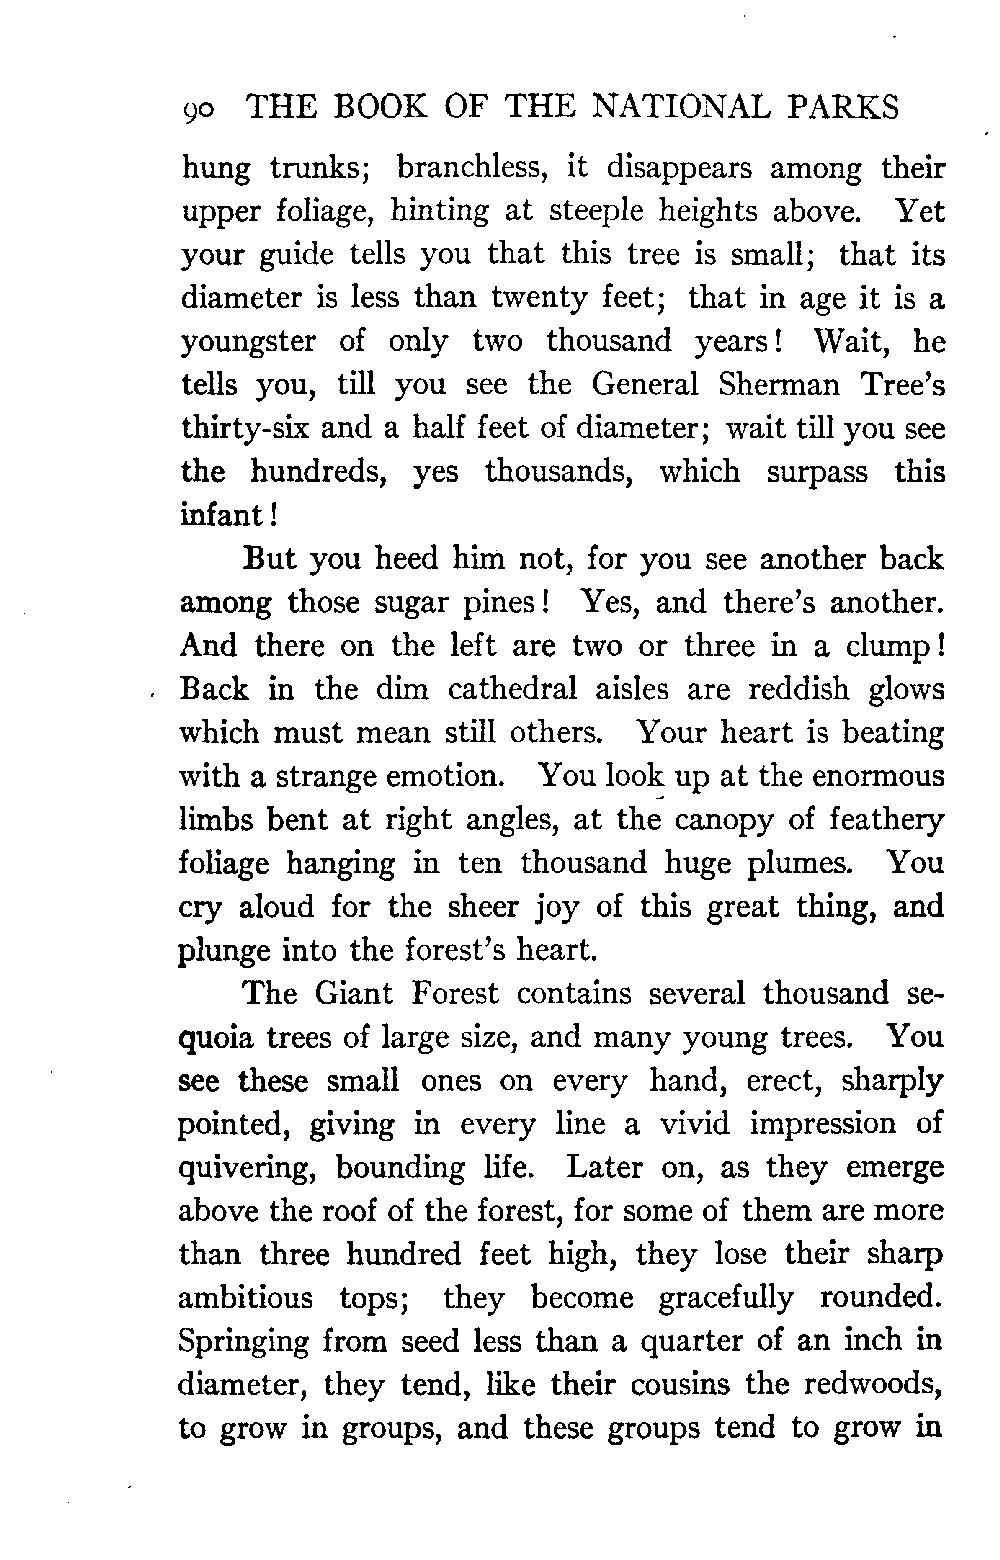 90 THE BOOK OF THE NATIONAL PARKS
hung trunks; branchless, it disappears among their
upper foliage, hinting at steeple heights above. Yet
your guide tells you that this tree is small; that its
diameter is less than twenty feet; that in age it is a
youngster of only two thousand years! Wait, he
tells you, till you see the General Sherman Tree's
thirty-six and a half feet of diameter; wait till you see
the hundreds, yes thousands, which surpass this
infant!
But you heed him not, for you see another back
among those sugar pines! Yes, and there's another.
And there on the left are two or three in a clump!
Back in the dim cathedral aisles are reddish glows
which must mean still others. Your heart is beating
with a strange emotion. You look up at the enormous
limbs bent at right angles, at the canopy of feathery
foliage hanging in ten thousand huge plumes. You
cry aloud for the sheer joy of this great thing, and
plunge into the forest's heart.
The Giant Forest contains several thousand se-
quoia trees of large size, and many young trees. You
see these small ones on every hand, erect, sharply
pointed, giving in every line a vivid impression of
quivering, bounding life. Later on, as they emerge
above the roof of the forest, for some of them are more
than three hundred feet high, they lose their sharp
ambitious tops; they become gracefully rounded.
Springing from seed less than a quarter of an inch in
diameter, they tend, like their cousins the redwoods,
to grow in groups, and these groups tend to grow in